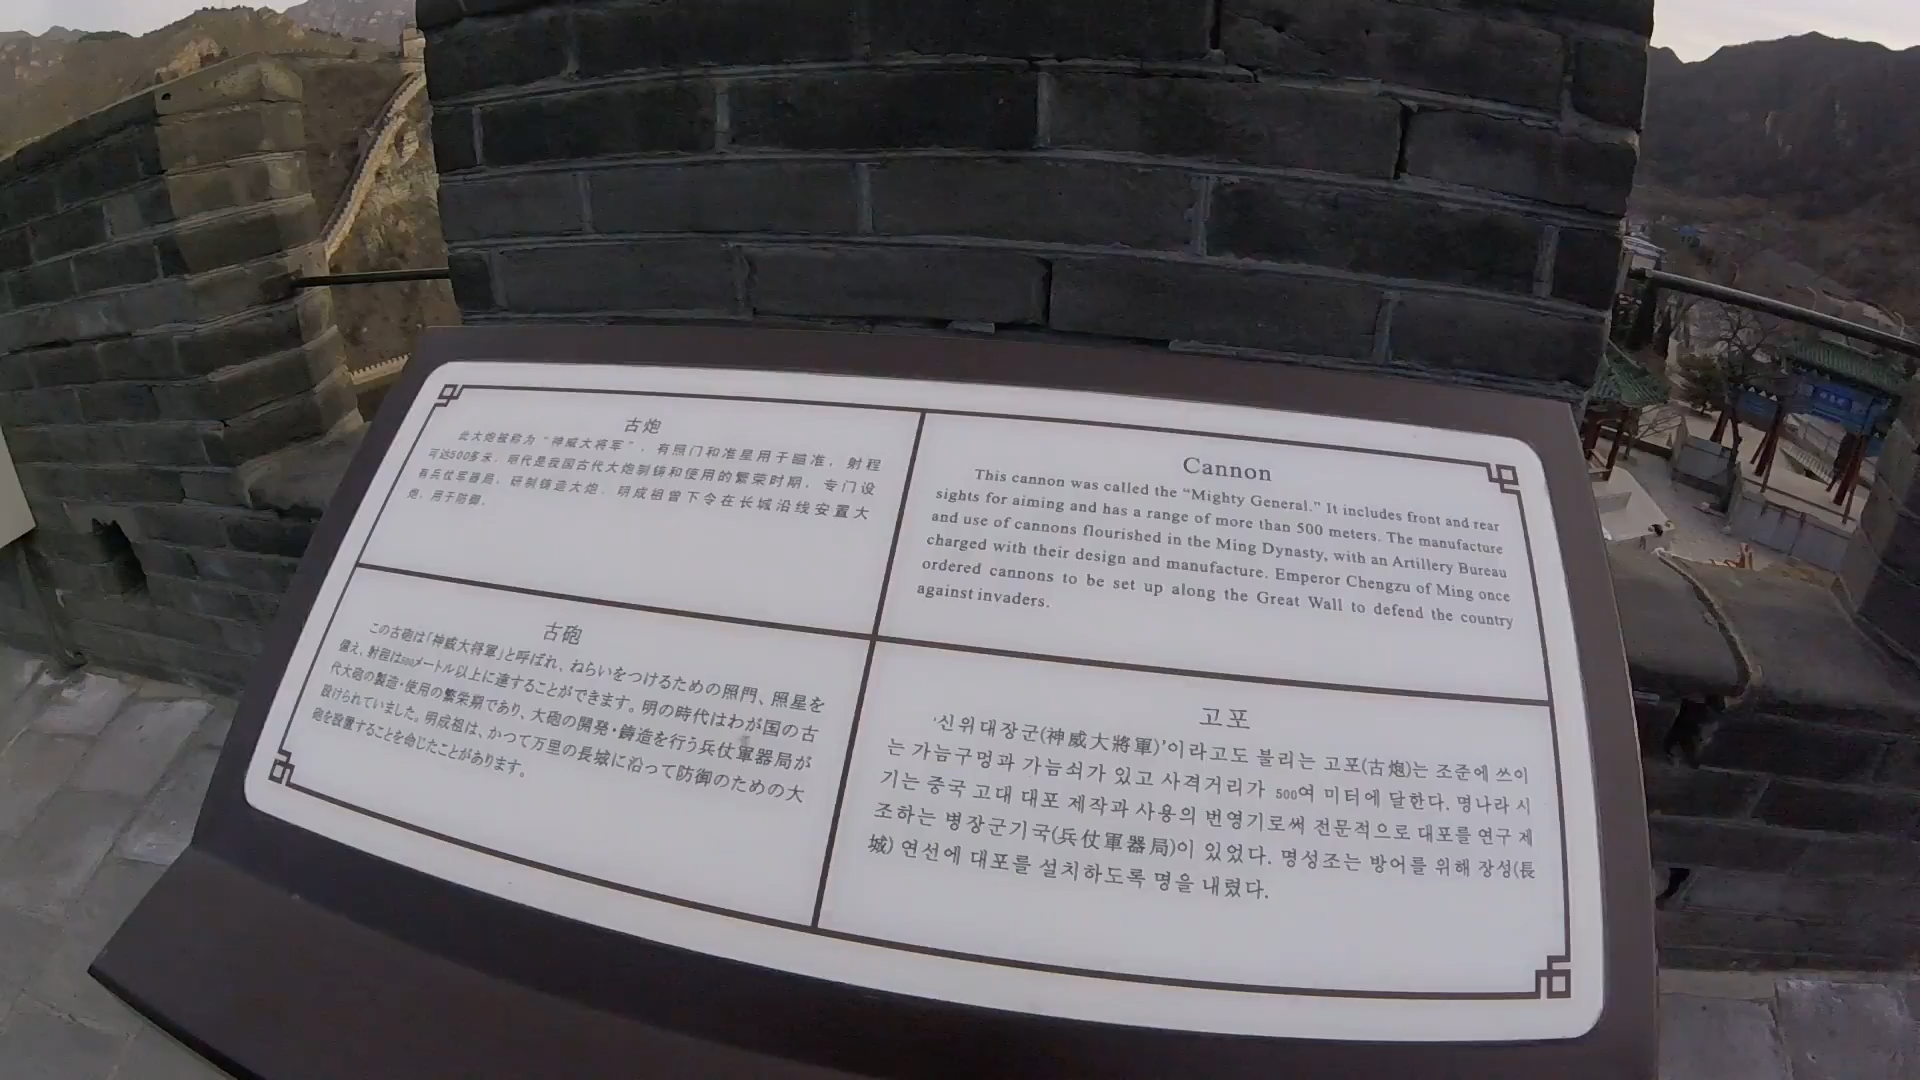 古炮
此大炮被称为“神威大将军”，有照门和准星用于瞄准，射程
可达500多米。明代是我国古代大炮制铸和使用的繁荣时期，专门设
有兵仗军器局，研制铸造大炮。明成祖曾下令在长城沿线安置大
炮，用于防御。
Cannon
This cannon was called the “Mighty General.” It includes front and rear
sights for aiming and has a range of more than 500 meters. The manufacture
and use of cannons flourished in the Ming Dynasty, with an Artillery Bureau
charged with their design and manufacture. Emperor Chengzu of Ming once
ordered cannons to be set up along the Great Wall to defend the country
against invaders.
古砲
この古砲は「神威大将軍」と呼ばれ、ねらいをつけるための照門、照星を
備え、射程は500メートル以上に達することができます。明の時代はわが国の古
代大砲の製造・使用の繁栄期であり、大砲の開発・鋳造を行う兵仗軍器局が
設けられていました。明成祖は、かつて万里の長城に沿って防御のための大
砲を設置することを命じたことがあります。
고포
'신위대장군(神威大將軍)'이라고도 불리는 고포(古炮)는 조준에 쓰이
는 가늠구멍과 가늠쇠가 있고 사격거리가 500여 미터에 달한다. 명나라 시
기는 중국 고대 대포 제작과 사용의 번영기로써 전문적으로 대포를 연구 제
조하는 병장군기국(兵仗軍器局)이 있었다. 명성조는 방어를 위해 장성(長
城) 연선에 대포를 설치하도록 명을 내렸다.